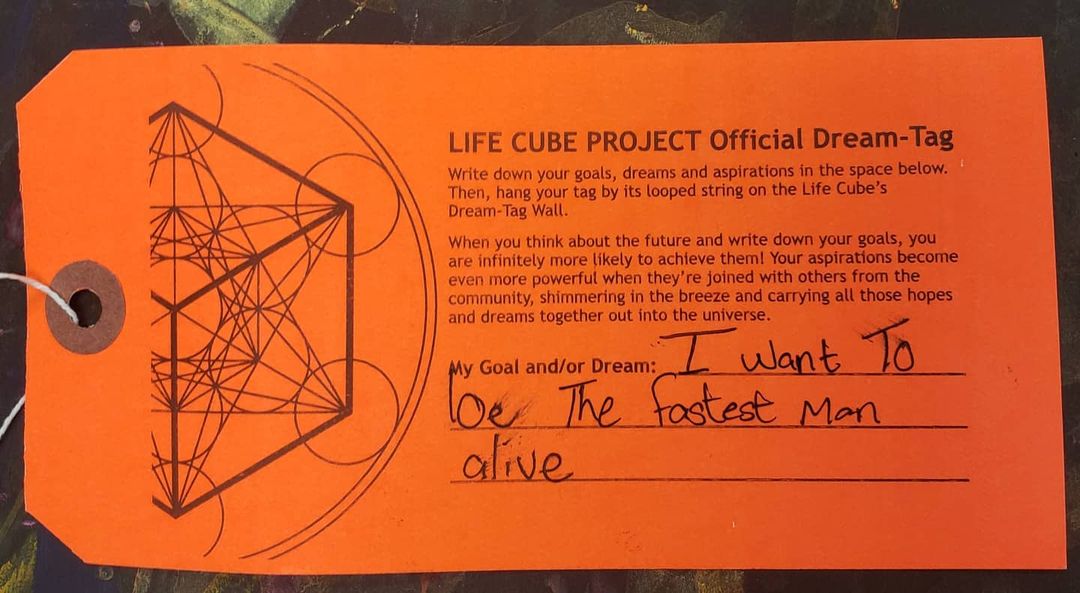 LIFE CUBE PROJECT Official Dream-Tag
Write down your goals, dreams and aspirations in the space below.
Then, hang your tag by its looped string on the Life Cube's
Dream-Tag Wall.
When you think about the future and write down your goals, you
are infinitely more likely to achieve them! Your aspirations become
even more powerful when they're joined with others from the
community, shimmering in the breeze and carrying all those hopes
and dreams together out into the universe.
My Goal and/or Dream: I want To
be The fastest Man
alive